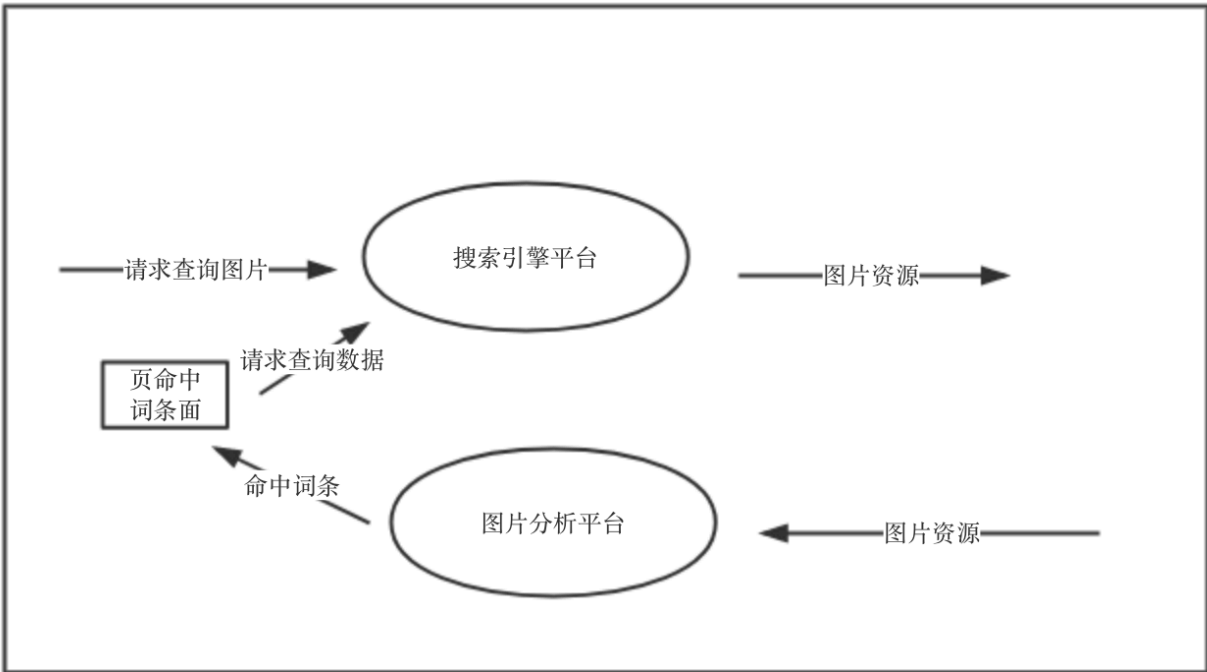 搜索引擎平台
请求查询图片
图片资源
请求查询数据
页命中
词条面
命中词条
图片分析平台
图片资源